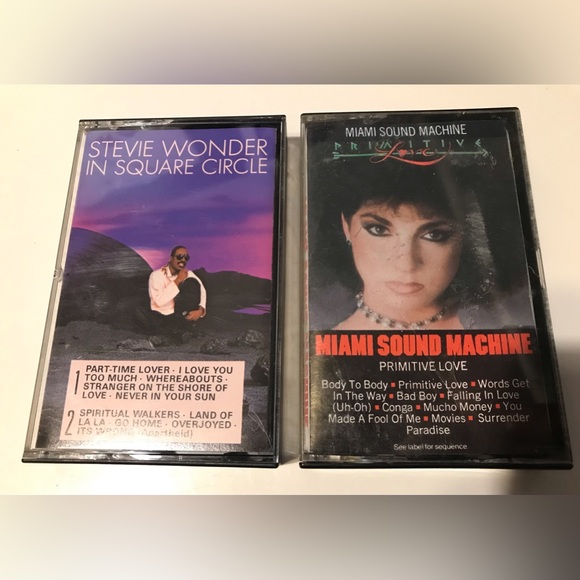 STEVIE WONDER
IN SQUARE CIRCLE
1 PART-TIME LOVER · I LOVE YOU
TOO MUCH · WHEREABOUTS ·
STRANGER ON THE SHORE OF
LOVE · NEVER IN YOUR SUN
2 SPIRITUAL WALKERS · LAND OF
LA LA · GO HOME · OVERJOYED ·
ITS WRONG (Apartheid)
MIAMI SOUND MACHINE
PRIMITIVE
Love
MIAMI SOUND MACHINE
PRIMITIVE LOVE
Body To Body ▪ Primitive Love ▪ Words Get
In The Way ▪ Bad Boy ▪ Falling In Love
(Uh-Oh) ▪ Conga ▪ Mucho Money ▪ You
Made A Fool Of Me ▪ Movies ▪ Surrender
Paradise
See label for sequence